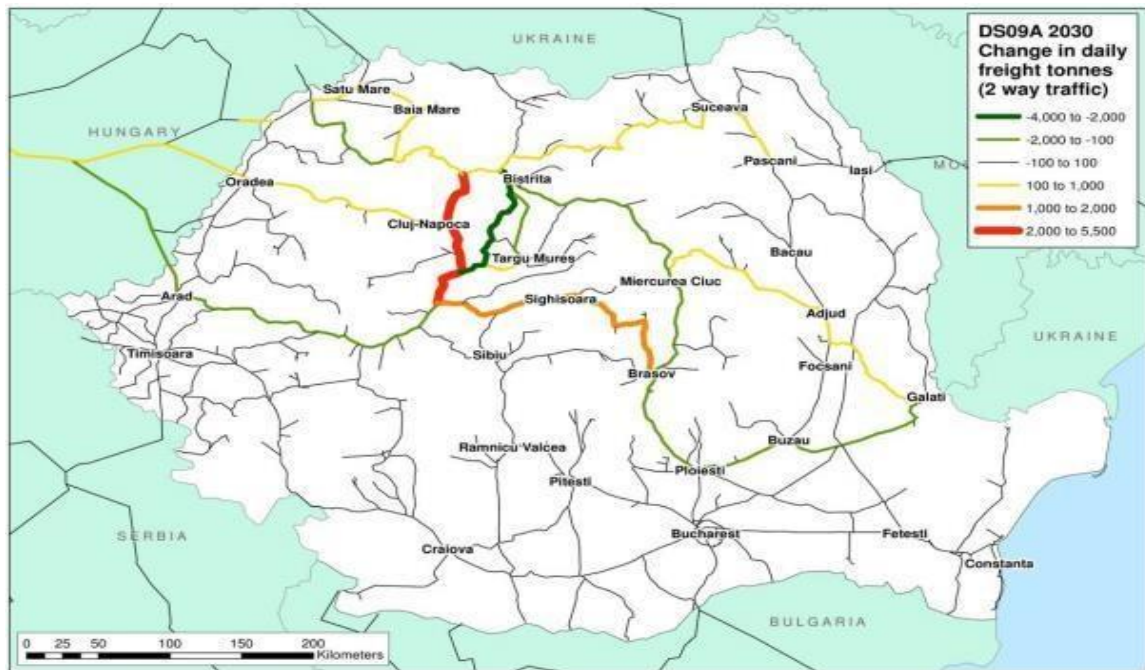 UKRAINE
DS09A 2030
Change in daily
freight tonnes
(2 way traffic)
-4,000 to -2,000
-2,000 to -100
-100 to 100
100 to 1,000
1,000 to 2,000
2,000 to 5,500
Satu Mare
Baia Mare
Suceava
HUNGARY
Pascani
Iasi
MO
Oradea
Bistrita
Cluj-Napoca
Bacau
Targu Mures
Miercurea Ciuc
Arad
Sighisoara
Adjud
UKRAINE
Timisoara
Sibiu
Focsani
Brasov
Galati
Buzau
Ramnicu Valcea
Ploiesti
Pitesti
SERBIA
Bucharest
Fetesti
Craiova
Constanta
BULGARIA
0 25 50 100 150 200
Kilometers